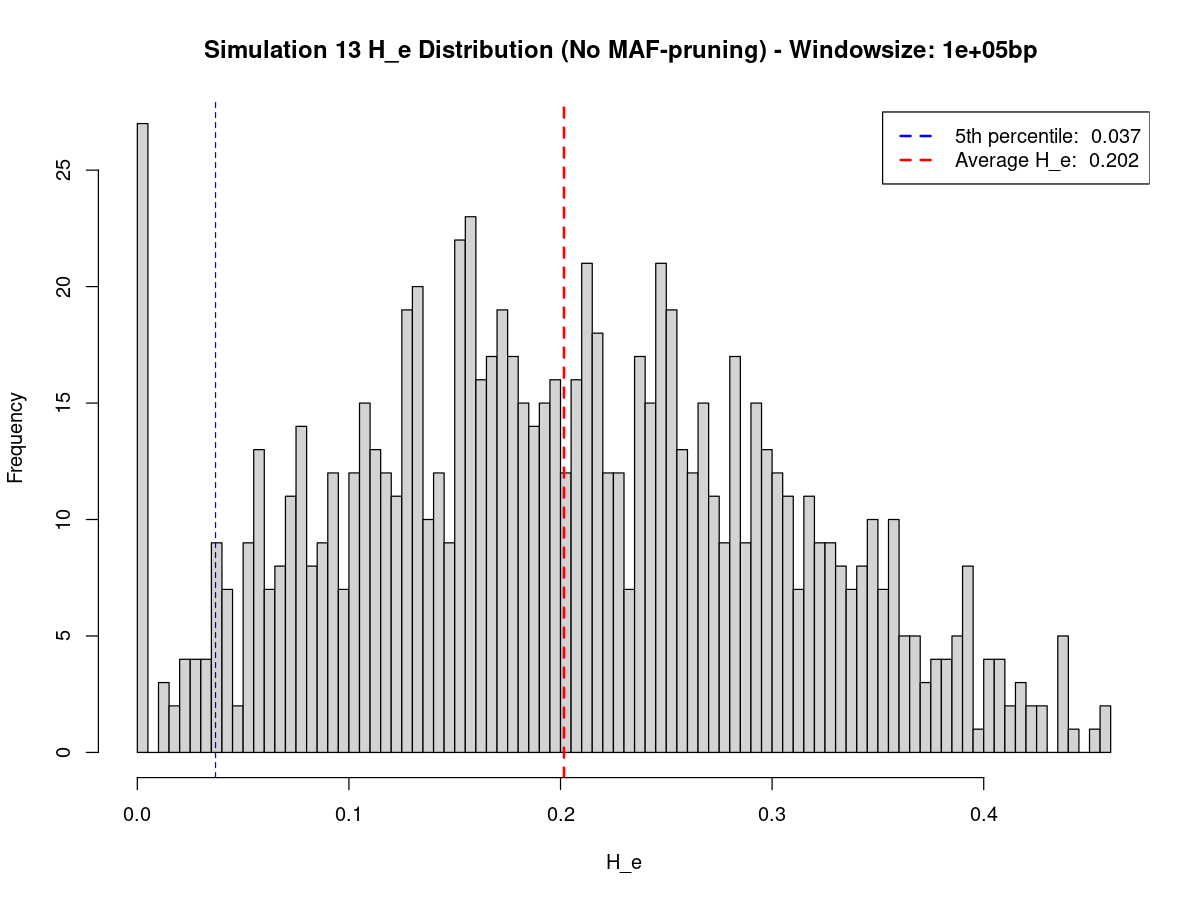 Simulation 13 H_e Distribution (No MAF-pruning) - Windowsize: 1e+05bp
5th percentile:  0.037
Average H_e:  0.202
Frequency
25
20
15
10
5
0
0.0 0.1 0.2 0.3 0.4
H_e